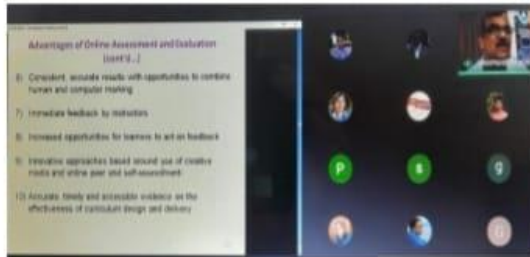 Advantages of Online Assessment and Evaluation
(cont'd...)
6) Consistent, accurate results with opportunities to combine
human and computer marking
7) Immediate feedback by instructors
8) Increased opportunities for learners to act on feedback
9) Innovative approaches based around use of creative
media and online peer and self-assessment
10) Accurate, timely and accessible evidence on the
effectiveness of curriculum design and delivery
P
s
g